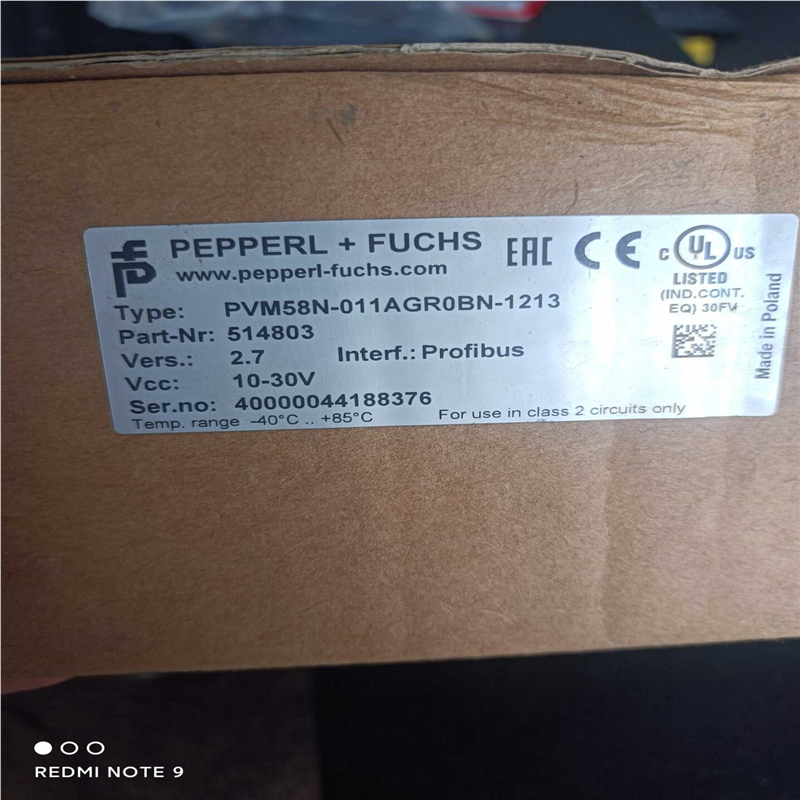 PEPPERL + FUCHS
www.pepperl-fuchs.com
EAC CE
c UL US
LISTED
(IND.CONT.
EQ) 30FM
Type: PVM58N-011AGR0BN-1213
Part-Nr: 514803
Vers.: 2.7 Interf.: Profibus
Vcc: 10-30V
Ser.no: 40000044188376
Temp. range -40°C .. +85°C For use in class 2 circuits only
Made in Poland
REDMI NOTE 9